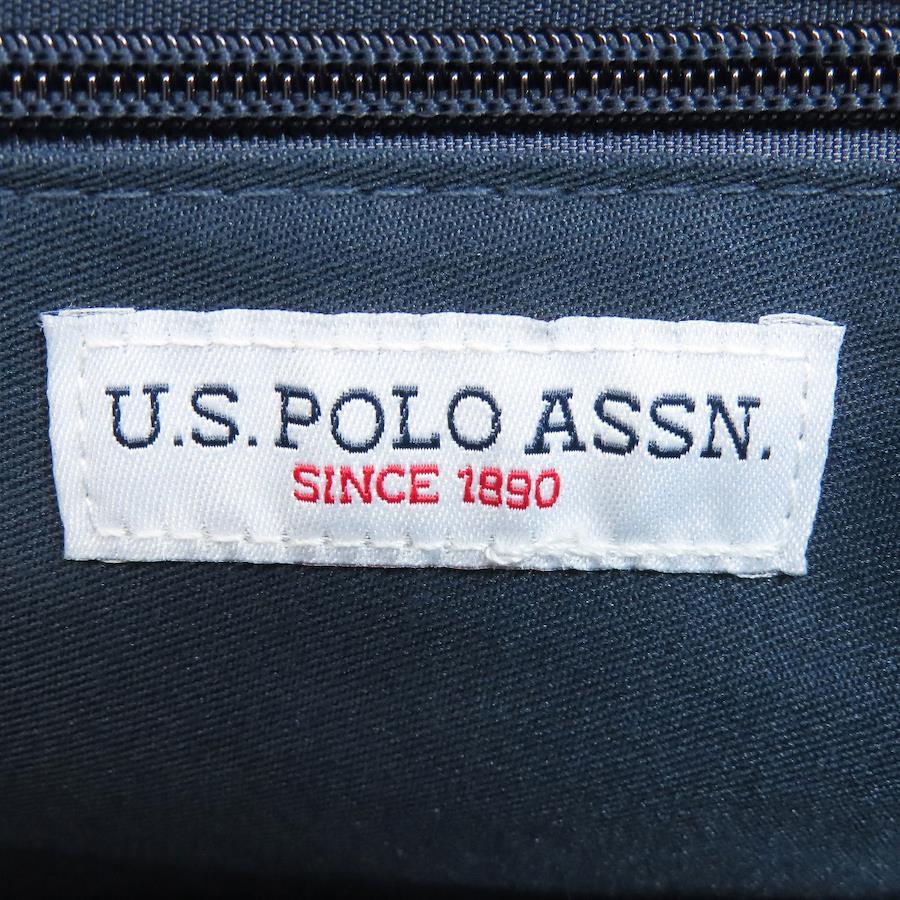 U.S. POLO ASSN.
SINCE 1890